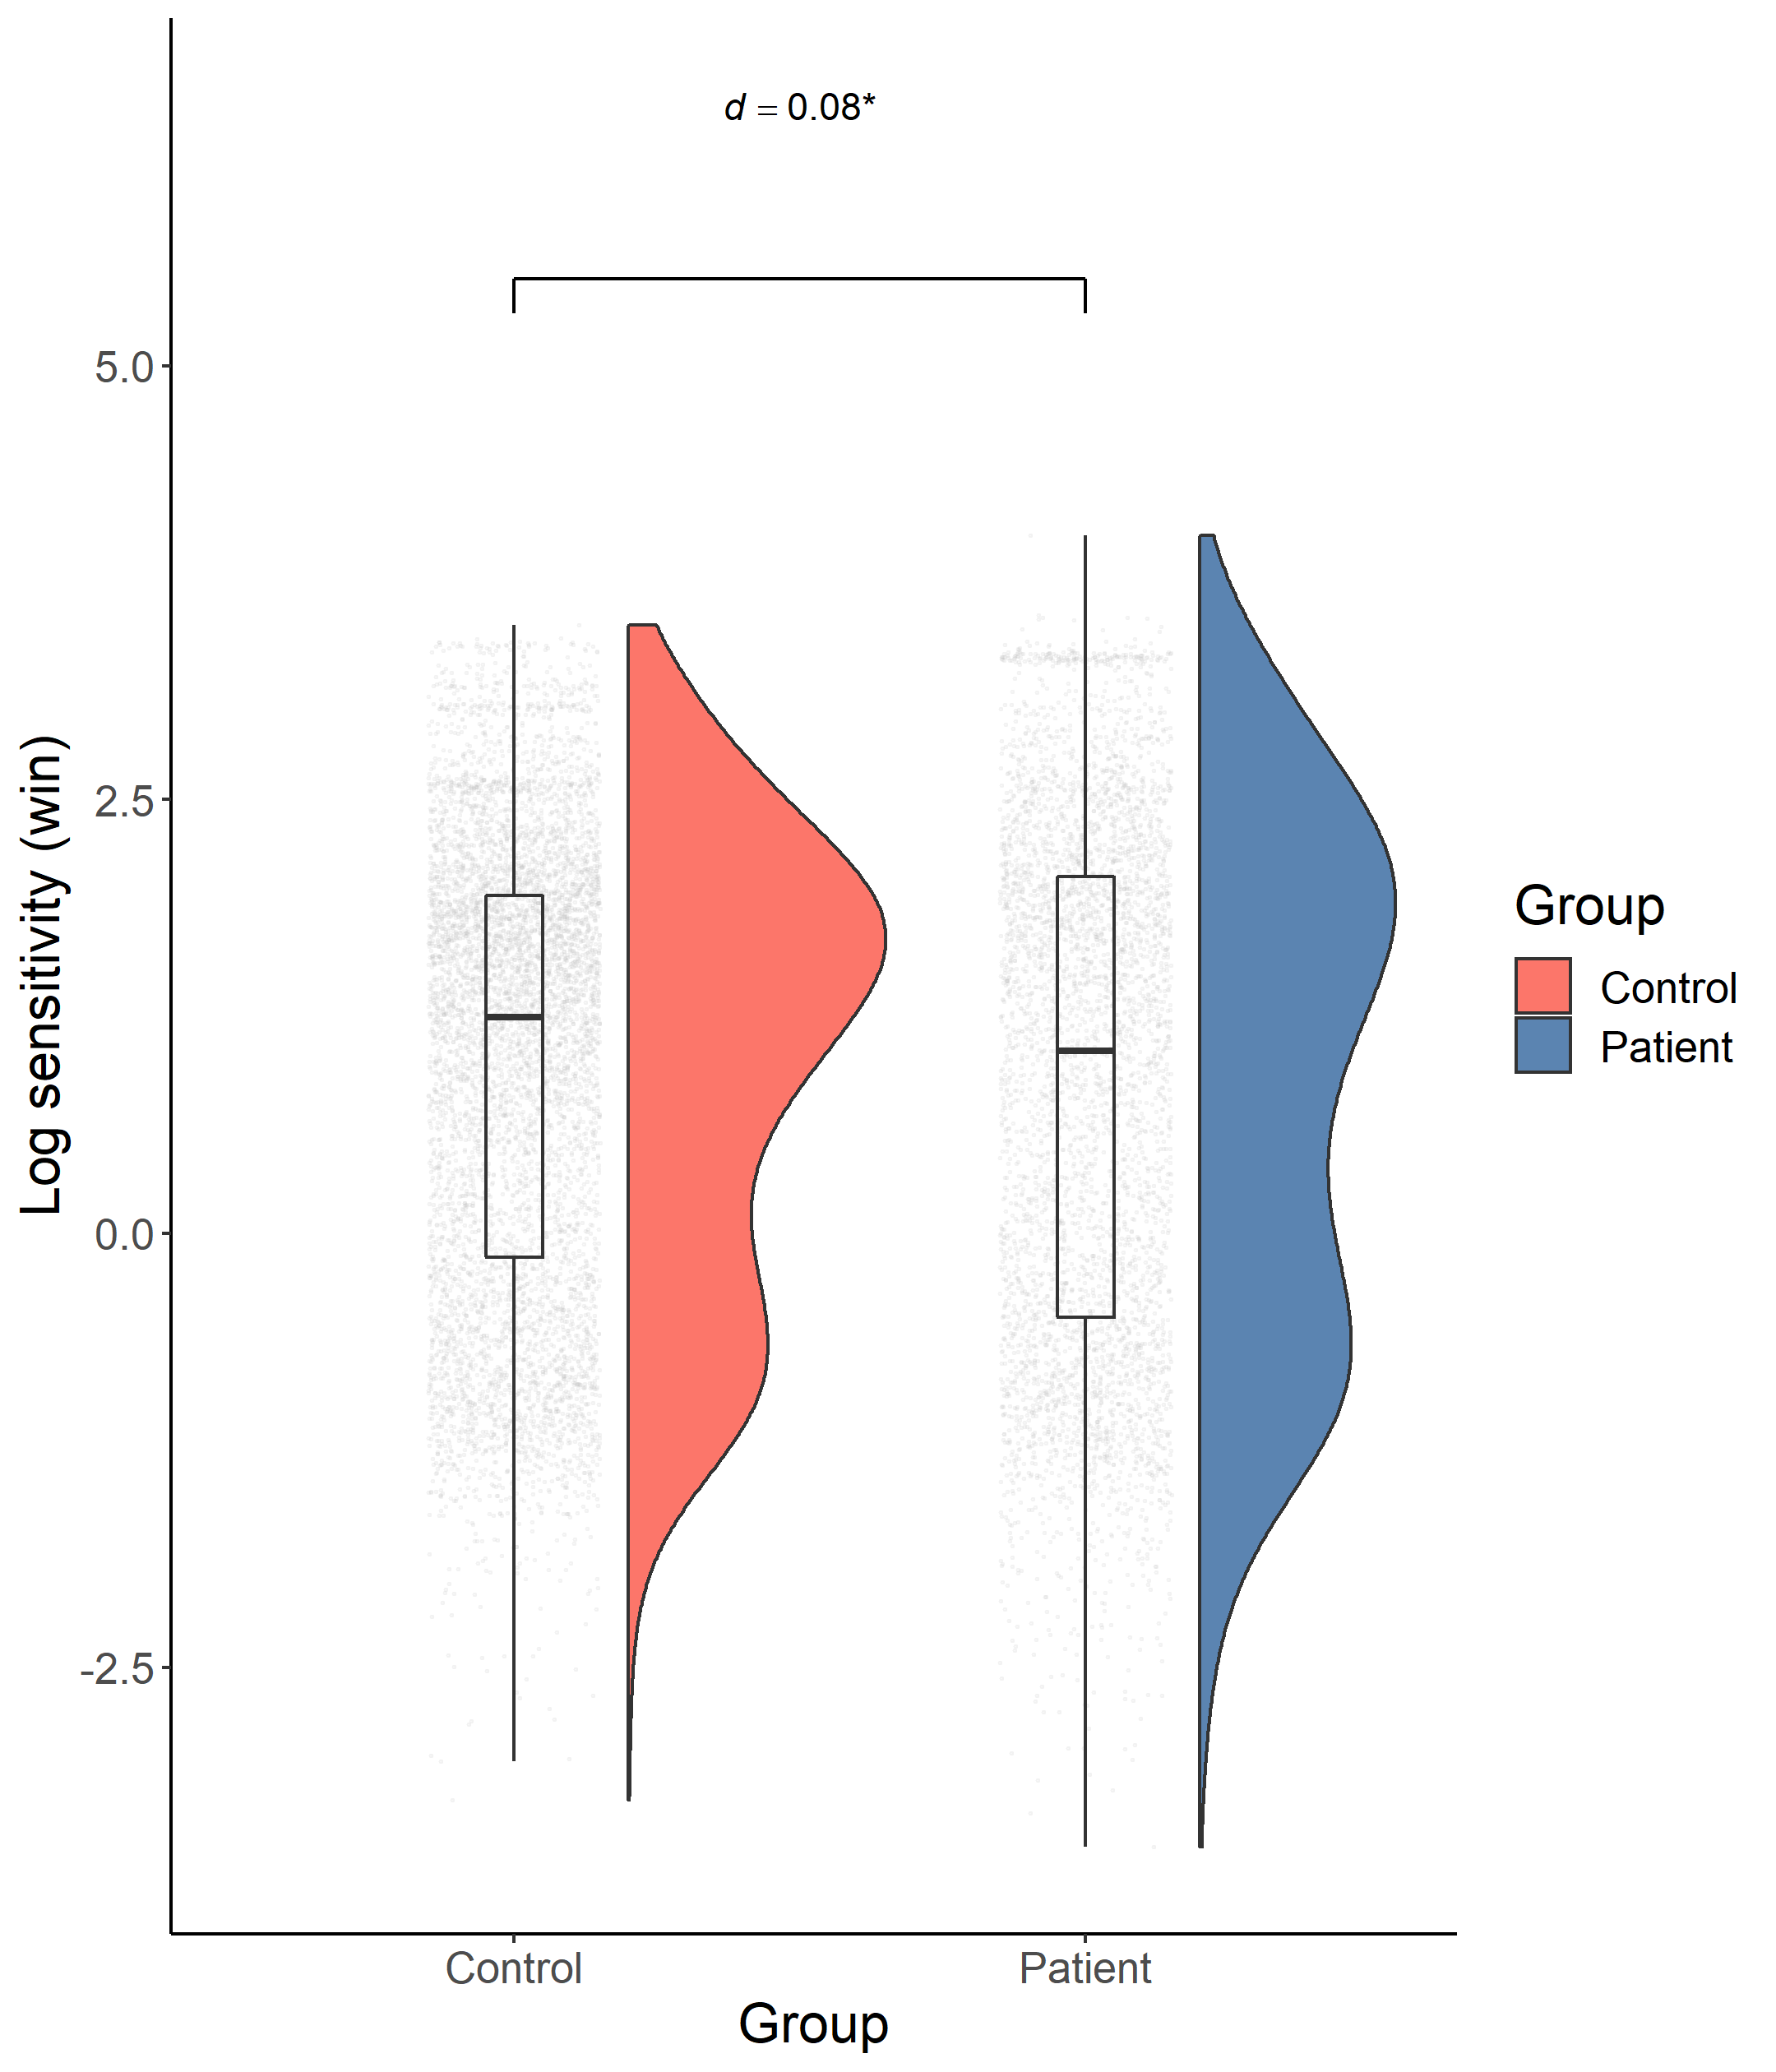 d = 0.08*
5.0
2.5
0.0
-2.5
Log sensitivity (win)
Control
Patient
Group
Group
Control
Patient